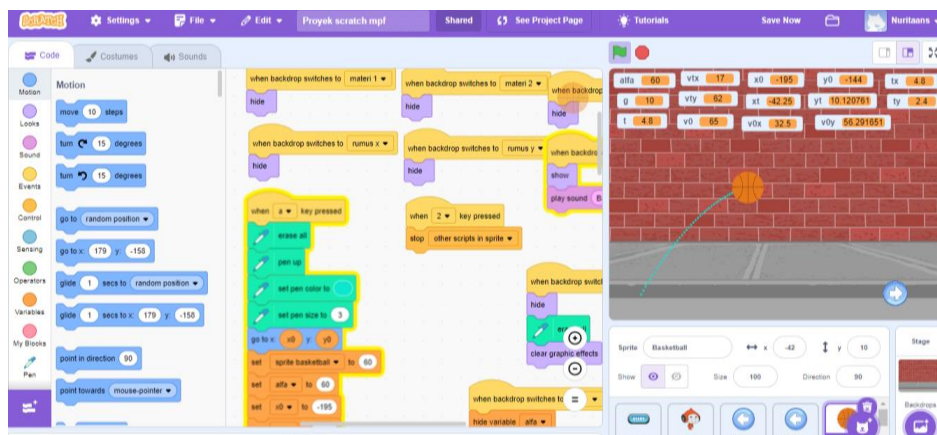 SCRATCH Settings File Edit Proyek scratch mpf Shared See Project Page Tutorials Save Now Nuritaans
Code Costumes Sounds
Motion
Looks
Sound
Events
Control
Sensing
Operators
Variables
My Blocks
Pen
Motion
move 10 steps
turn 15 degrees
turn 15 degrees
go to random position
go to x: 179 y: -158
glide 1 secs to random position
glide 1 secs to x: 179 y: -158
point in direction 90
point towards mouse-pointer
when backdrop switches to materi 1
hide
when backdrop switches to rumus x
hide
when a key pressed
erase all
pen up
set pen color to
set pen size to 3
go to x: x0 y: y0
set sprite basketball to 60
set alfa to 60
set x0 to -195
when backdrop switches to materi 2
hide
when backdrop switches to rumus y
hide
when 2 key pressed
stop other scripts in sprite
when backdrop
hide
when backdro
show
play sound B
when backdrop switc
hide
clear graphic effects
when backdrop switches to
hide variable alfa
alfa 60 vtx 17 x0 -195 y0 -144 tx 4.8
g 10 vty 62 xt -42.25 yt 10.120761 ty 2.4
t 4.8 v0 65 v0x 32.5 v0y 56.291651
Sprite Basketball x -42 y 10
Show Size 100 Direction 90
Stage
Backdrops